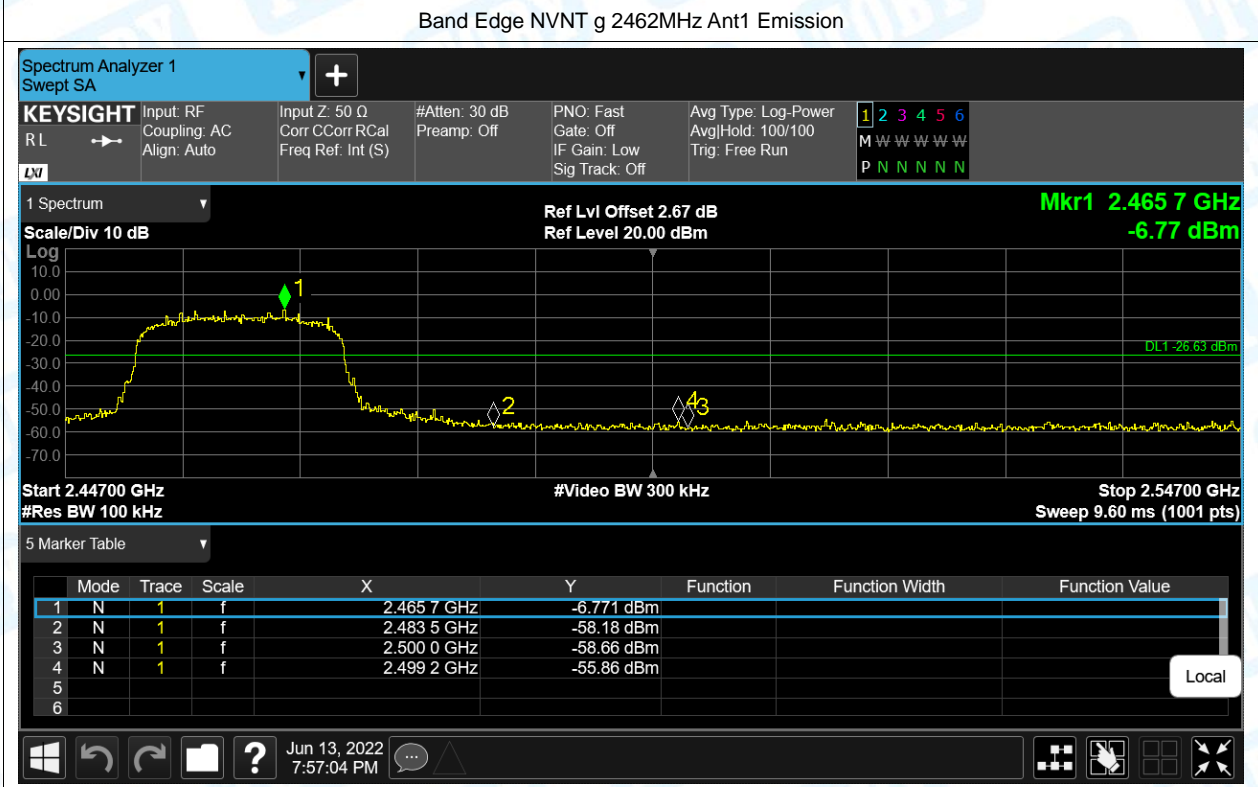 Band Edge NVNT g 2462MHz Ant1 Emission
Spectrum Analyzer 1
Swept SA
▼
+
KEYSIGHT
R L
LXI
Input: RF
Coupling: AC
Align: Auto
Input Z: 50 Ω
Corr CCorr RCal
Freq Ref: Int (S)
#Atten: 30 dB
Preamp: Off
PNO: Fast
Gate: Off
IF Gain: Low
Sig Track: Off
Avg Type: Log-Power
Avg|Hold: 100/100
Trig: Free Run
1 2 3 4 5 6
M W W W W W
P N N N N N
1 Spectrum ▼
Scale/Div 10 dB
Ref Lvl Offset 2.67 dB
Ref Level 20.00 dBm
Mkr1 2.465 7 GHz
-6.77 dBm
Log
10.0
0.00
-10.0
-20.0
-30.0
-40.0
-50.0
-60.0
-70.0
1
2
4
3
DL1 -26.63 dBm
Start 2.44700 GHz #Video BW 300 kHz Stop 2.54700 GHz
#Res BW 100 kHz Sweep 9.60 ms (1001 pts)
5 Marker Table ▼
Mode Trace Scale X Y Function Function Width Function Value
1 N 1 f 2.465 7 GHz -6.771 dBm
2 N 1 f 2.483 5 GHz -58.18 dBm
3 N 1 f 2.500 0 GHz -58.66 dBm
4 N 1 f 2.499 2 GHz -55.86 dBm
5
6
Local
?
Jun 13, 2022
7:57:04 PM